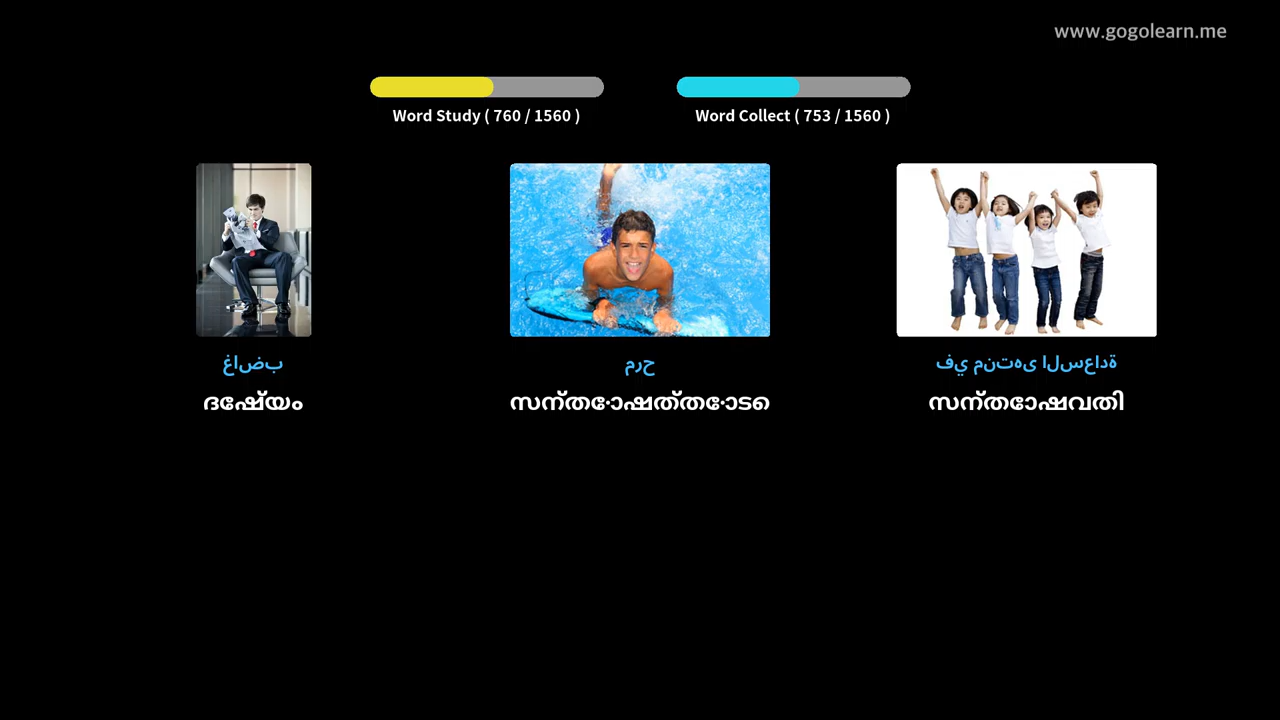 www.gogolearn.me
Word Study ( 760 / 1560 )
Word Collect ( 753 / 1560 )
غاضب
مرح
في منتهى السعادة
ദേഷ്യം
സന്തോഷത്തോടെ
സന്തോഷവതി